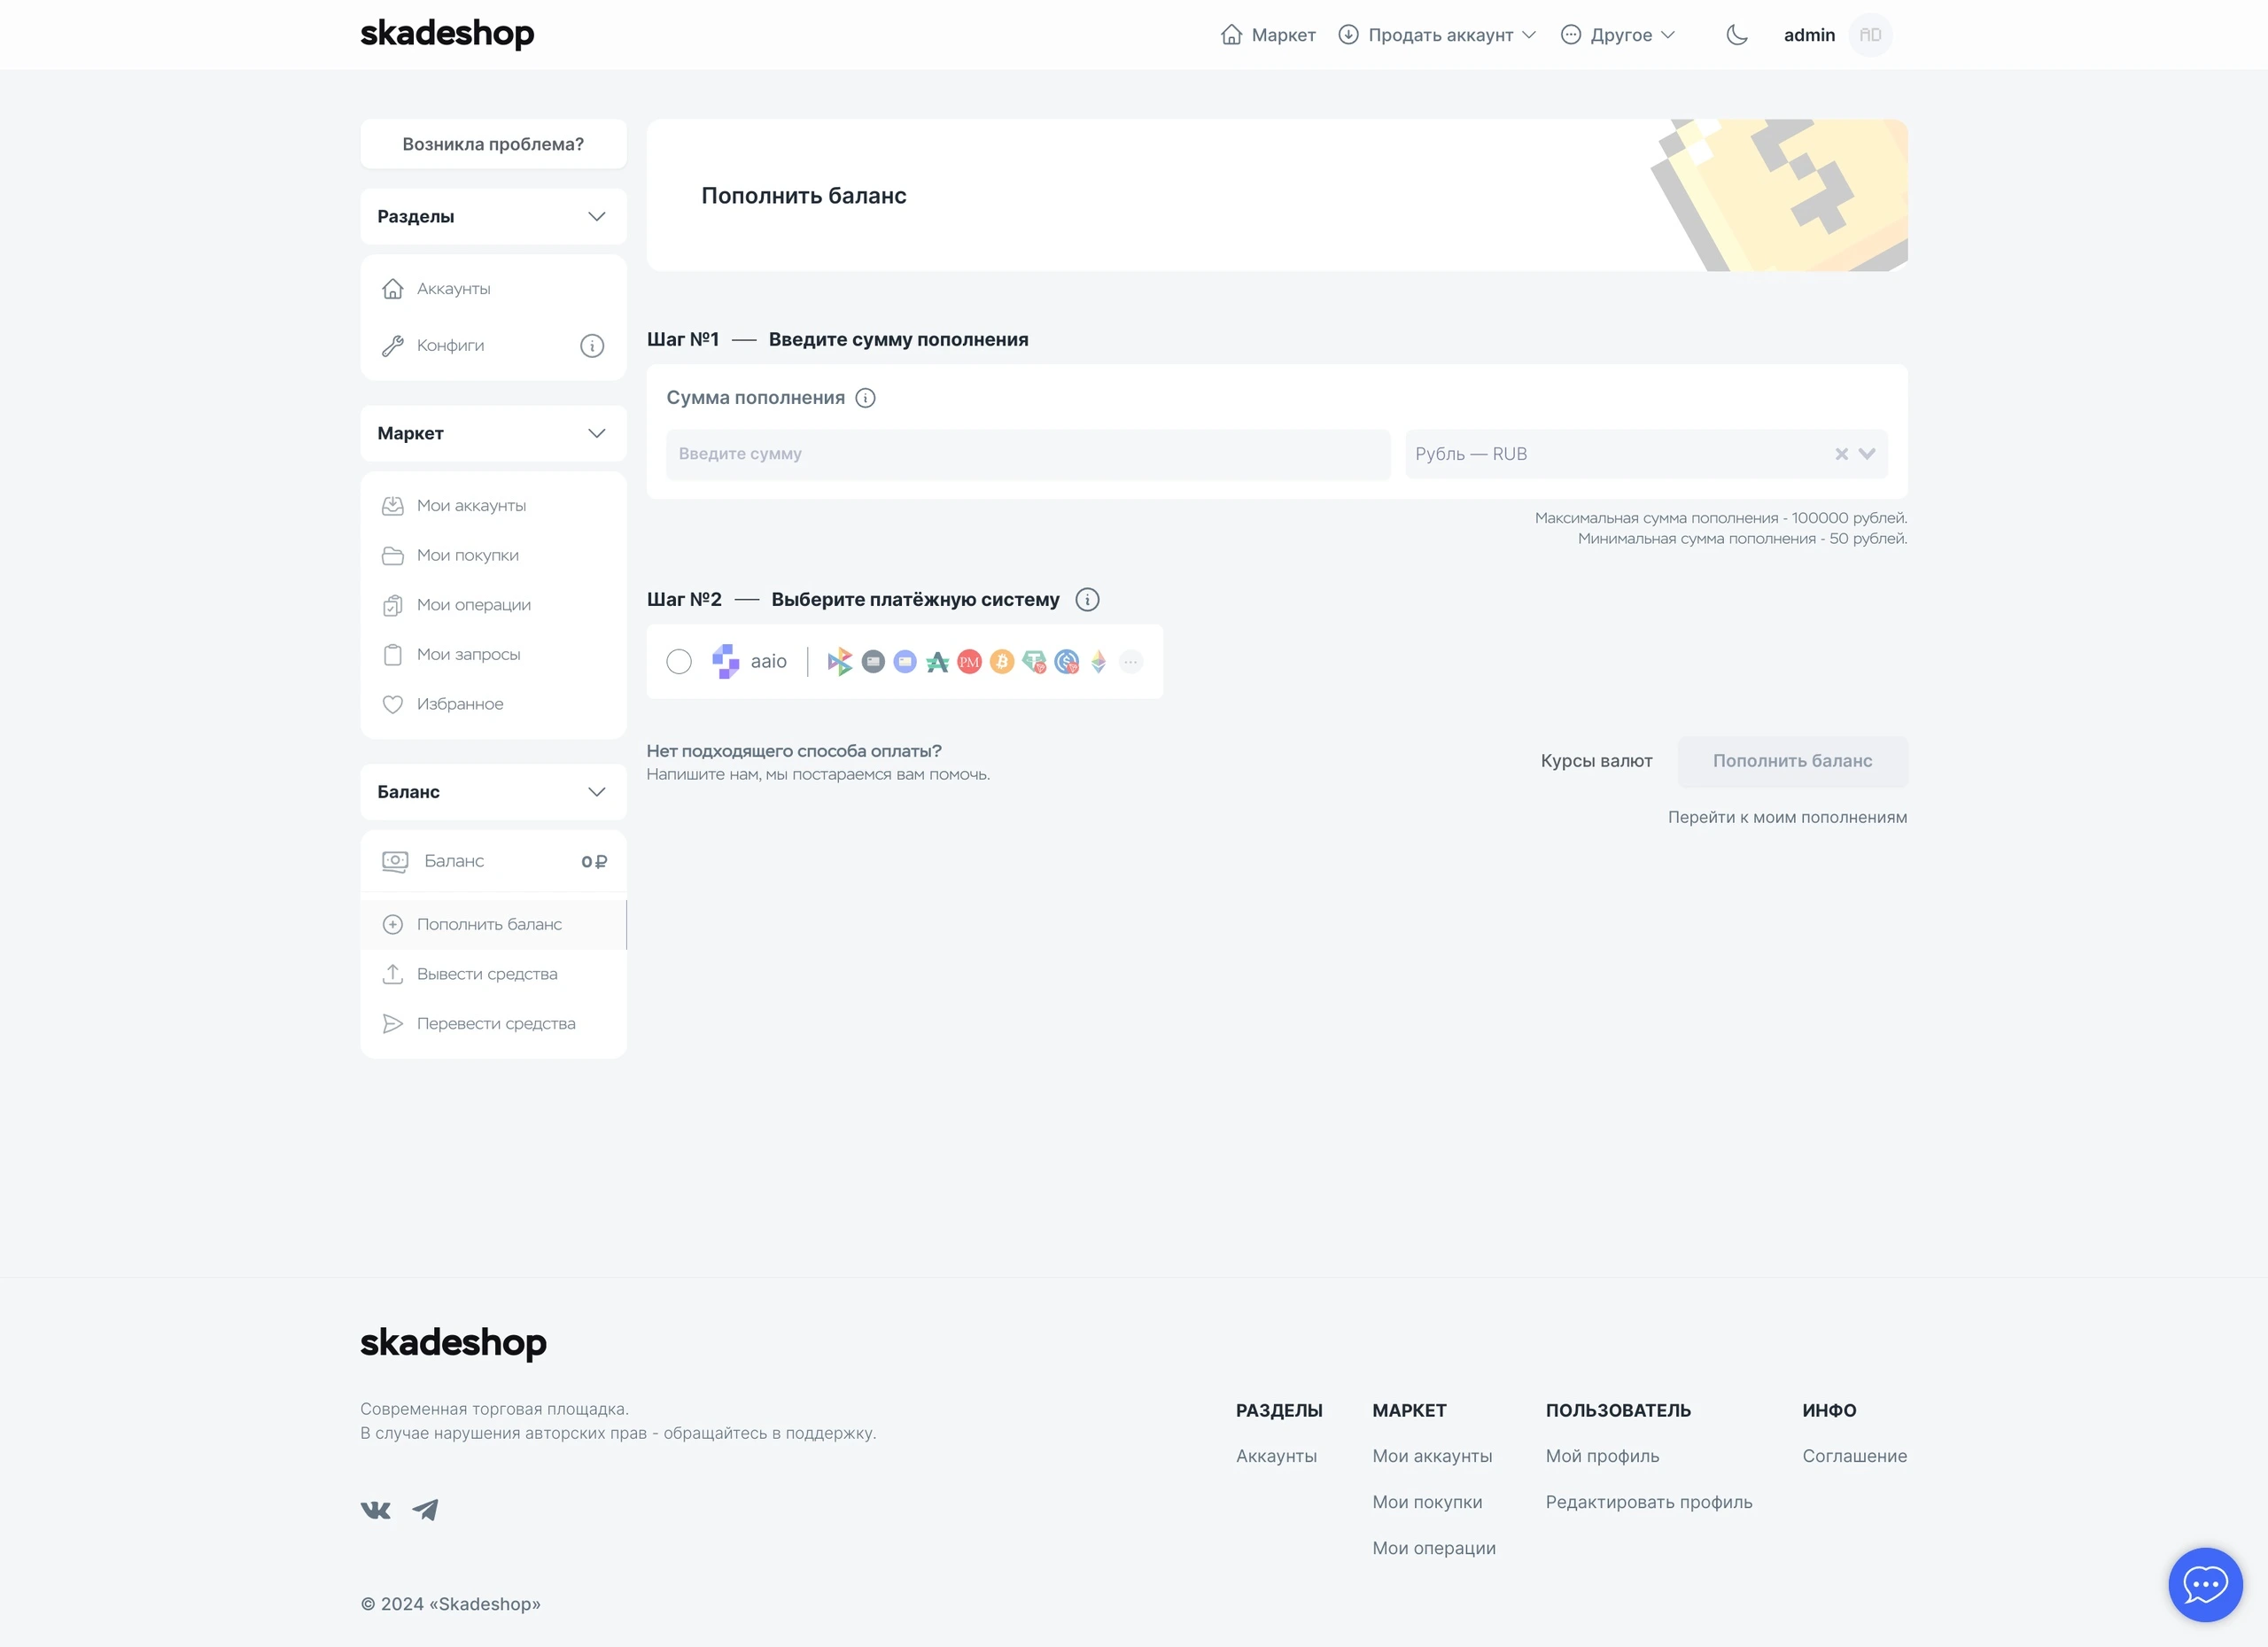 skadeshop
Маркет
Продать аккаунт
Другое
admin
AD
Возникла проблема?
Разделы
Аккаунты
Конфиги
Маркет
Мои аккаунты
Мои покупки
Мои операции
Мои запросы
Избранное
Баланс
Баланс 0 ₽
Пополнить баланс
Вывести средства
Перевести средства
Пополнить баланс
Шаг №1 — Введите сумму пополнения
Сумма пополнения
Введите сумму
Рубль — RUB
Максимальная сумма пополнения - 100000 рублей.
Минимальная сумма пополнения - 50 рублей.
Шаг №2 — Выберите платёжную систему
aaio
PM
Нет подходящего способа оплаты?
Напишите нам, мы постараемся вам помочь.
Курсы валют
Пополнить баланс
Перейти к моим пополнениям
skadeshop
Современная торговая площадка.
В случае нарушения авторских прав - обращайтесь в поддержку.
РАЗДЕЛЫ
Аккаунты
МАРКЕТ
Мои аккаунты
Мои покупки
Мои операции
ПОЛЬЗОВАТЕЛЬ
Мой профиль
Редактировать профиль
ИНФО
Соглашение
© 2024 «Skadeshop»